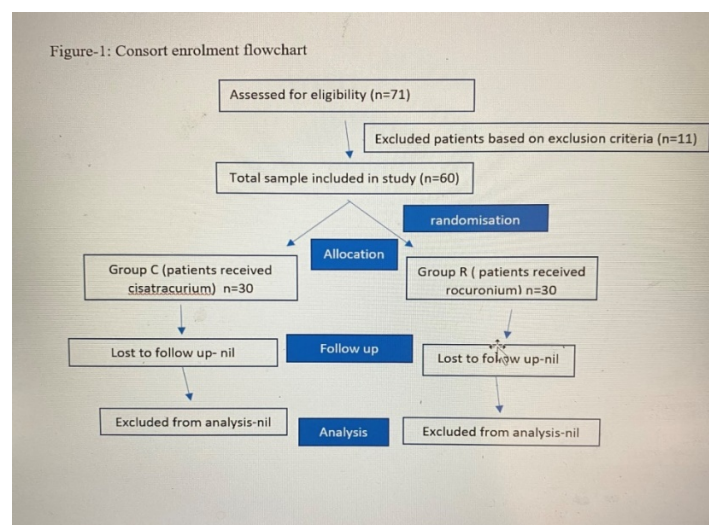 Figure-1: Consort enrolment flowchart
Assessed for eligibility (n=71)
Excluded patients based on exclusion criteria (n=11)
Total sample included in study (n=60)
randomisation
Allocation
Group C (patients received
cisatracurium) n=30
Group R ( patients received
rocuronium) n=30
Lost to follow up- nil
Follow up
Lost to follow up-nil
Excluded from analysis-nil
Analysis
Excluded from analysis-nil